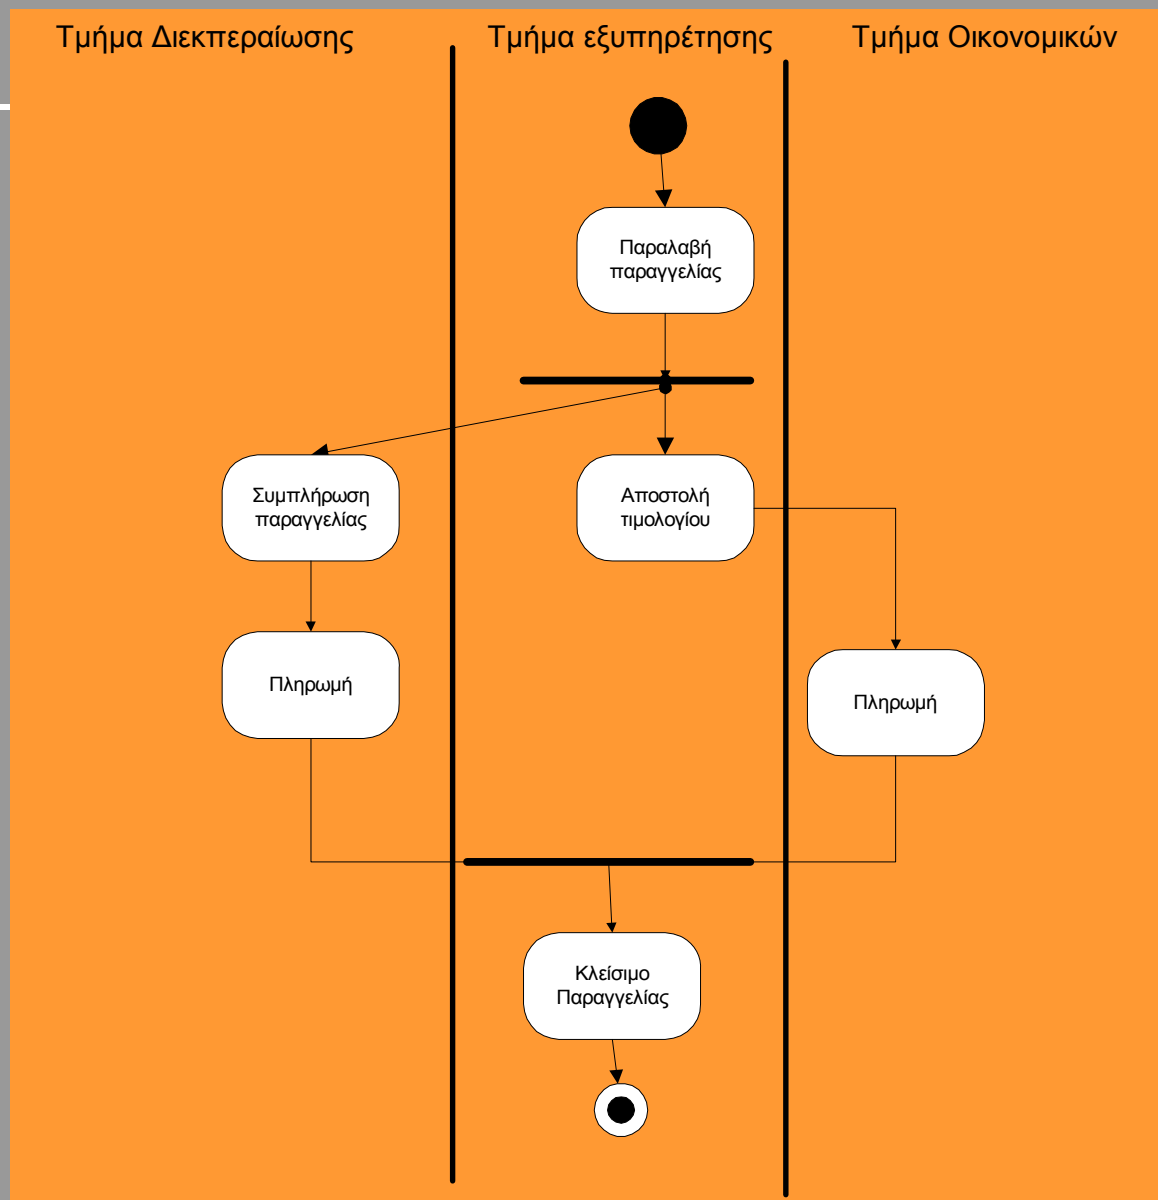 Τμήμα Διεκπεραίωσης
Τμήμα εξυπηρέτησης
Τμήμα Οικονομικών
Παραλαβή
παραγγελίας
Συμπλήρωση
παραγγελίας
Αποστολή
τιμολογίου
Πληρωμή
Πληρωμή
Κλείσιμο
Παραγγελίας